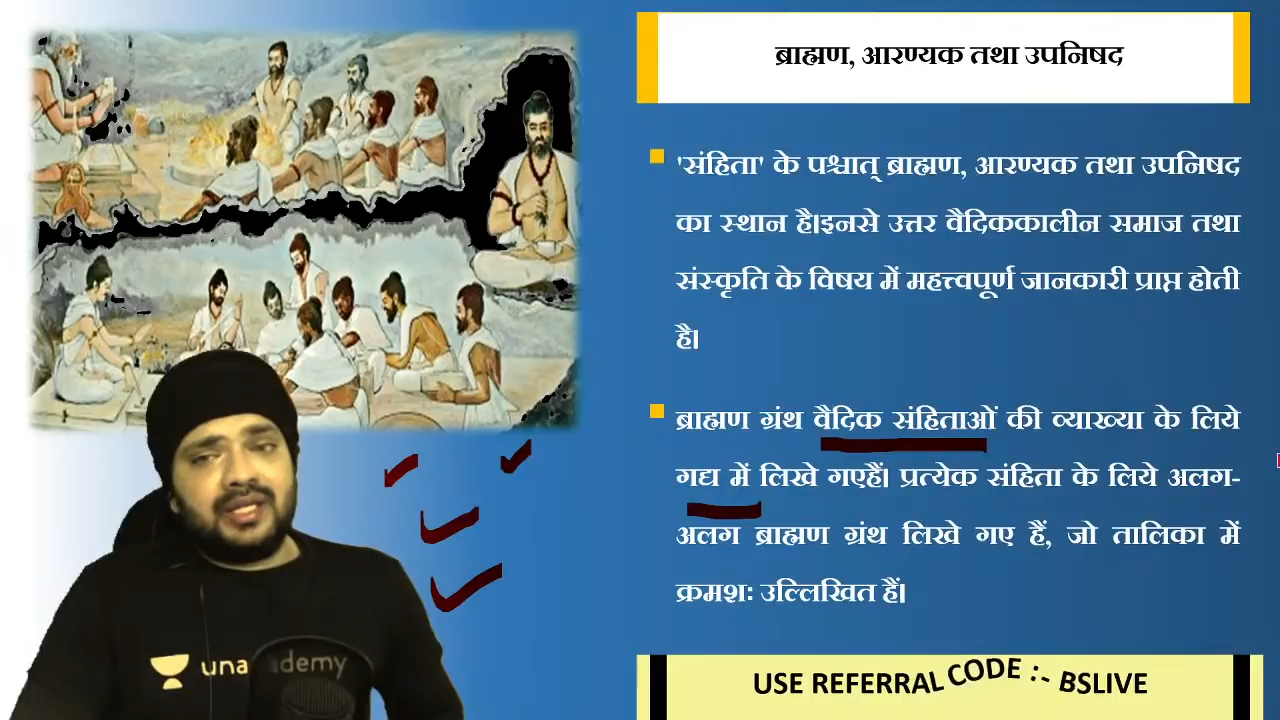 ब्राह्मण, आरण्यक तथा उपनिषद
'संहिता' के पश्चात् ब्राह्मण, आरण्यक तथा उपनिषद
का स्थान है।इनसे उत्तर वैदिककालीन समाज तथा
संस्कृति के विषय में महत्त्वपूर्ण जानकारी प्राप्त होती
है।
ब्राह्मण ग्रंथ वैदिक संहिताओं की व्याख्या के लिये
गद्य में लिखे गएहैं। प्रत्येक संहिता के लिये अलग-
अलग ब्राह्मण ग्रंथ लिखे गए हैं, जो तालिका में
क्रमशः उल्लिखित हैं।
USE REFERRAL CODE :- BSLIVE